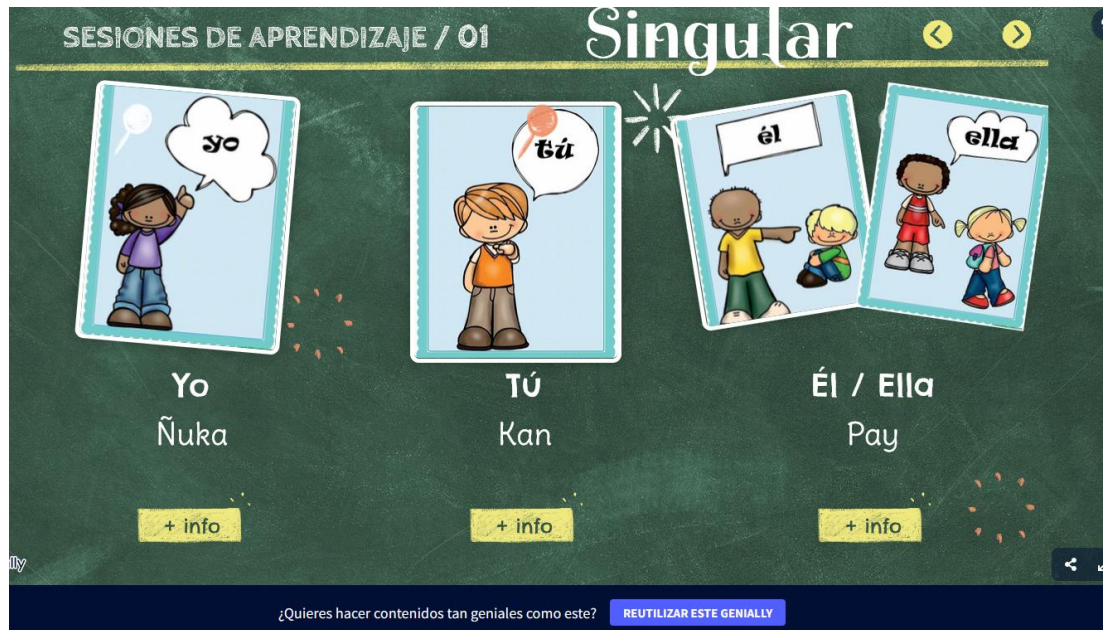 SESIONES DE APRENDIZAJE / 01
Singular
yo
tú
él
ella
Yo
Tú
Él / Ella
Ñuka
Kan
Pay
+ info
+ info
+ info
lly
¿Quieres hacer contenidos tan geniales como este?
REUTILIZAR ESTE GENIALLY